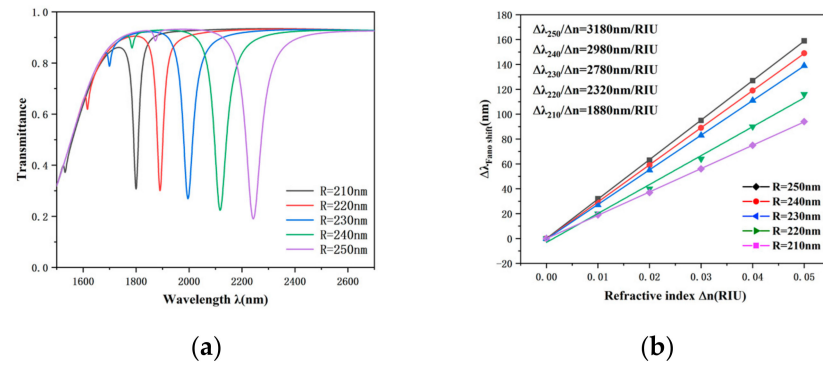 1.0
0.8
0.6
0.4
0.2
0.0
Transmittance
1600 1800 2000 2200 2400 2600
Wavelength λ(nm)
R=210nm
R=220nm
R=230nm
R=240nm
R=250nm
(a)
180
160
140
120
100
80
60
40
20
0
-20
Δλ Fano shift(nm)
Δλ250/Δn=3180nm/RIU
Δλ240/Δn=2980nm/RIU
Δλ230/Δn=2780nm/RIU
Δλ220/Δn=2320nm/RIU
Δλ210/Δn=1880nm/RIU
R=250nm
R=240nm
R=230nm
R=220nm
R=210nm
0.00 0.01 0.02 0.03 0.04 0.05
Refractive index Δn(RIU)
(b)